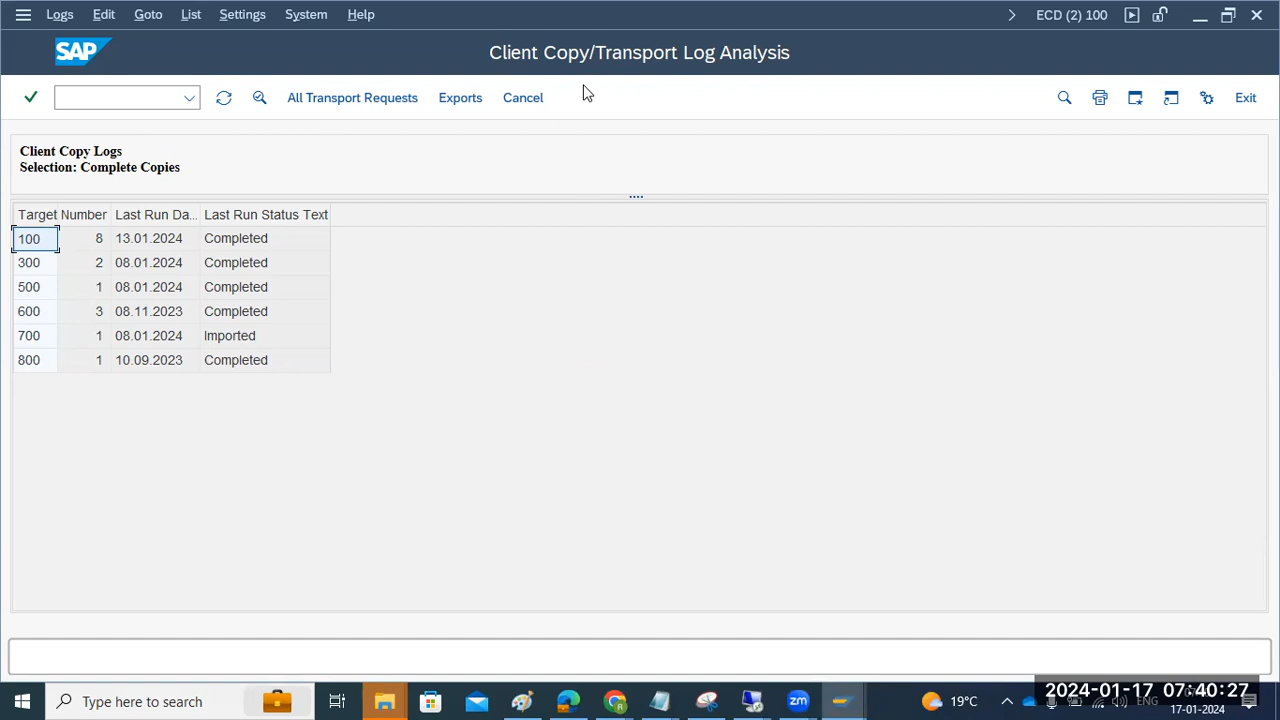 Logs Edit Goto List Settings System Help ECD (2) 100
SAP Client Copy/Transport Log Analysis
All Transport Requests Exports Cancel Exit
Client Copy Logs
Selection: Complete Copies
Target Number Last Run Da... Last Run Status Text
100 8 13.01.2024 Completed
300 2 08.01.2024 Completed
500 1 08.01.2024 Completed
600 3 08.11.2023 Completed
700 1 08.01.2024 Imported
800 1 10.09.2023 Completed
Type here to search zm 19°C ENG
2024-01-17 07:40:27
17-01-2024